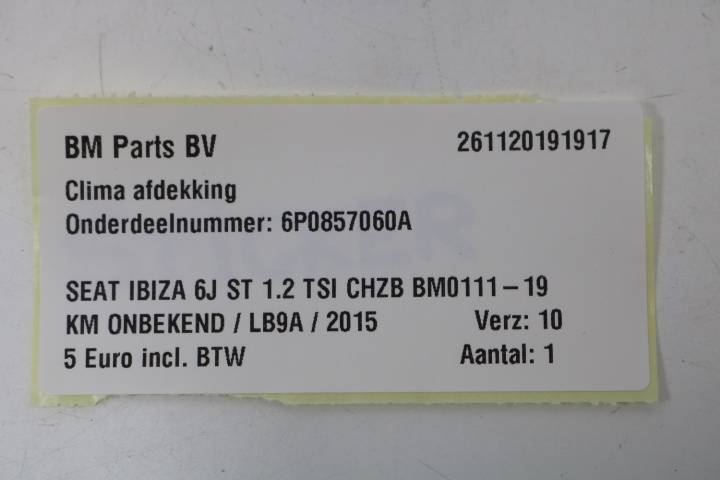 BM Parts BV 261120191917
Clima afdekking
Onderdeelnummer: 6P0857060A
STICKER
SEAT IBIZA 6J ST 1.2 TSI CHZB BM0111-19
KM ONBEKEND / LB9A / 2015 Verz: 10
5 Euro incl. BTW Aantal: 1